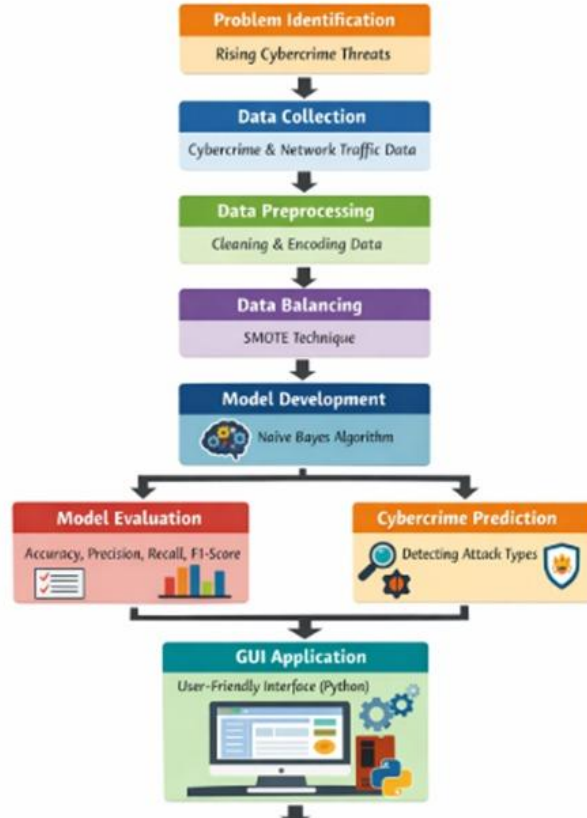 Problem Identification
Rising Cybercrime Threats
Data Collection
Cybercrime & Network Traffic Data
Data Preprocessing
Cleaning & Encoding Data
Data Balancing
SMOTE Technique
Model Development
Naive Bayes Algorithm
Model Evaluation
Accuracy, Precision, Recall, F1-Score
Cybercrime Prediction
Detecting Attack Types
GUI Application
User-Friendly Interface (Python)